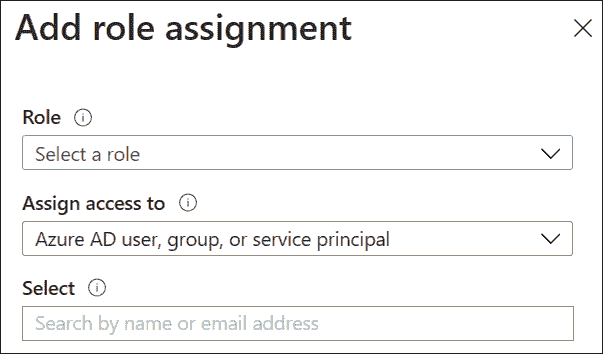 Add role assignment
Role
Select a role
Assign access to
Azure AD user, group, or service principal
Select
Search by name or email address